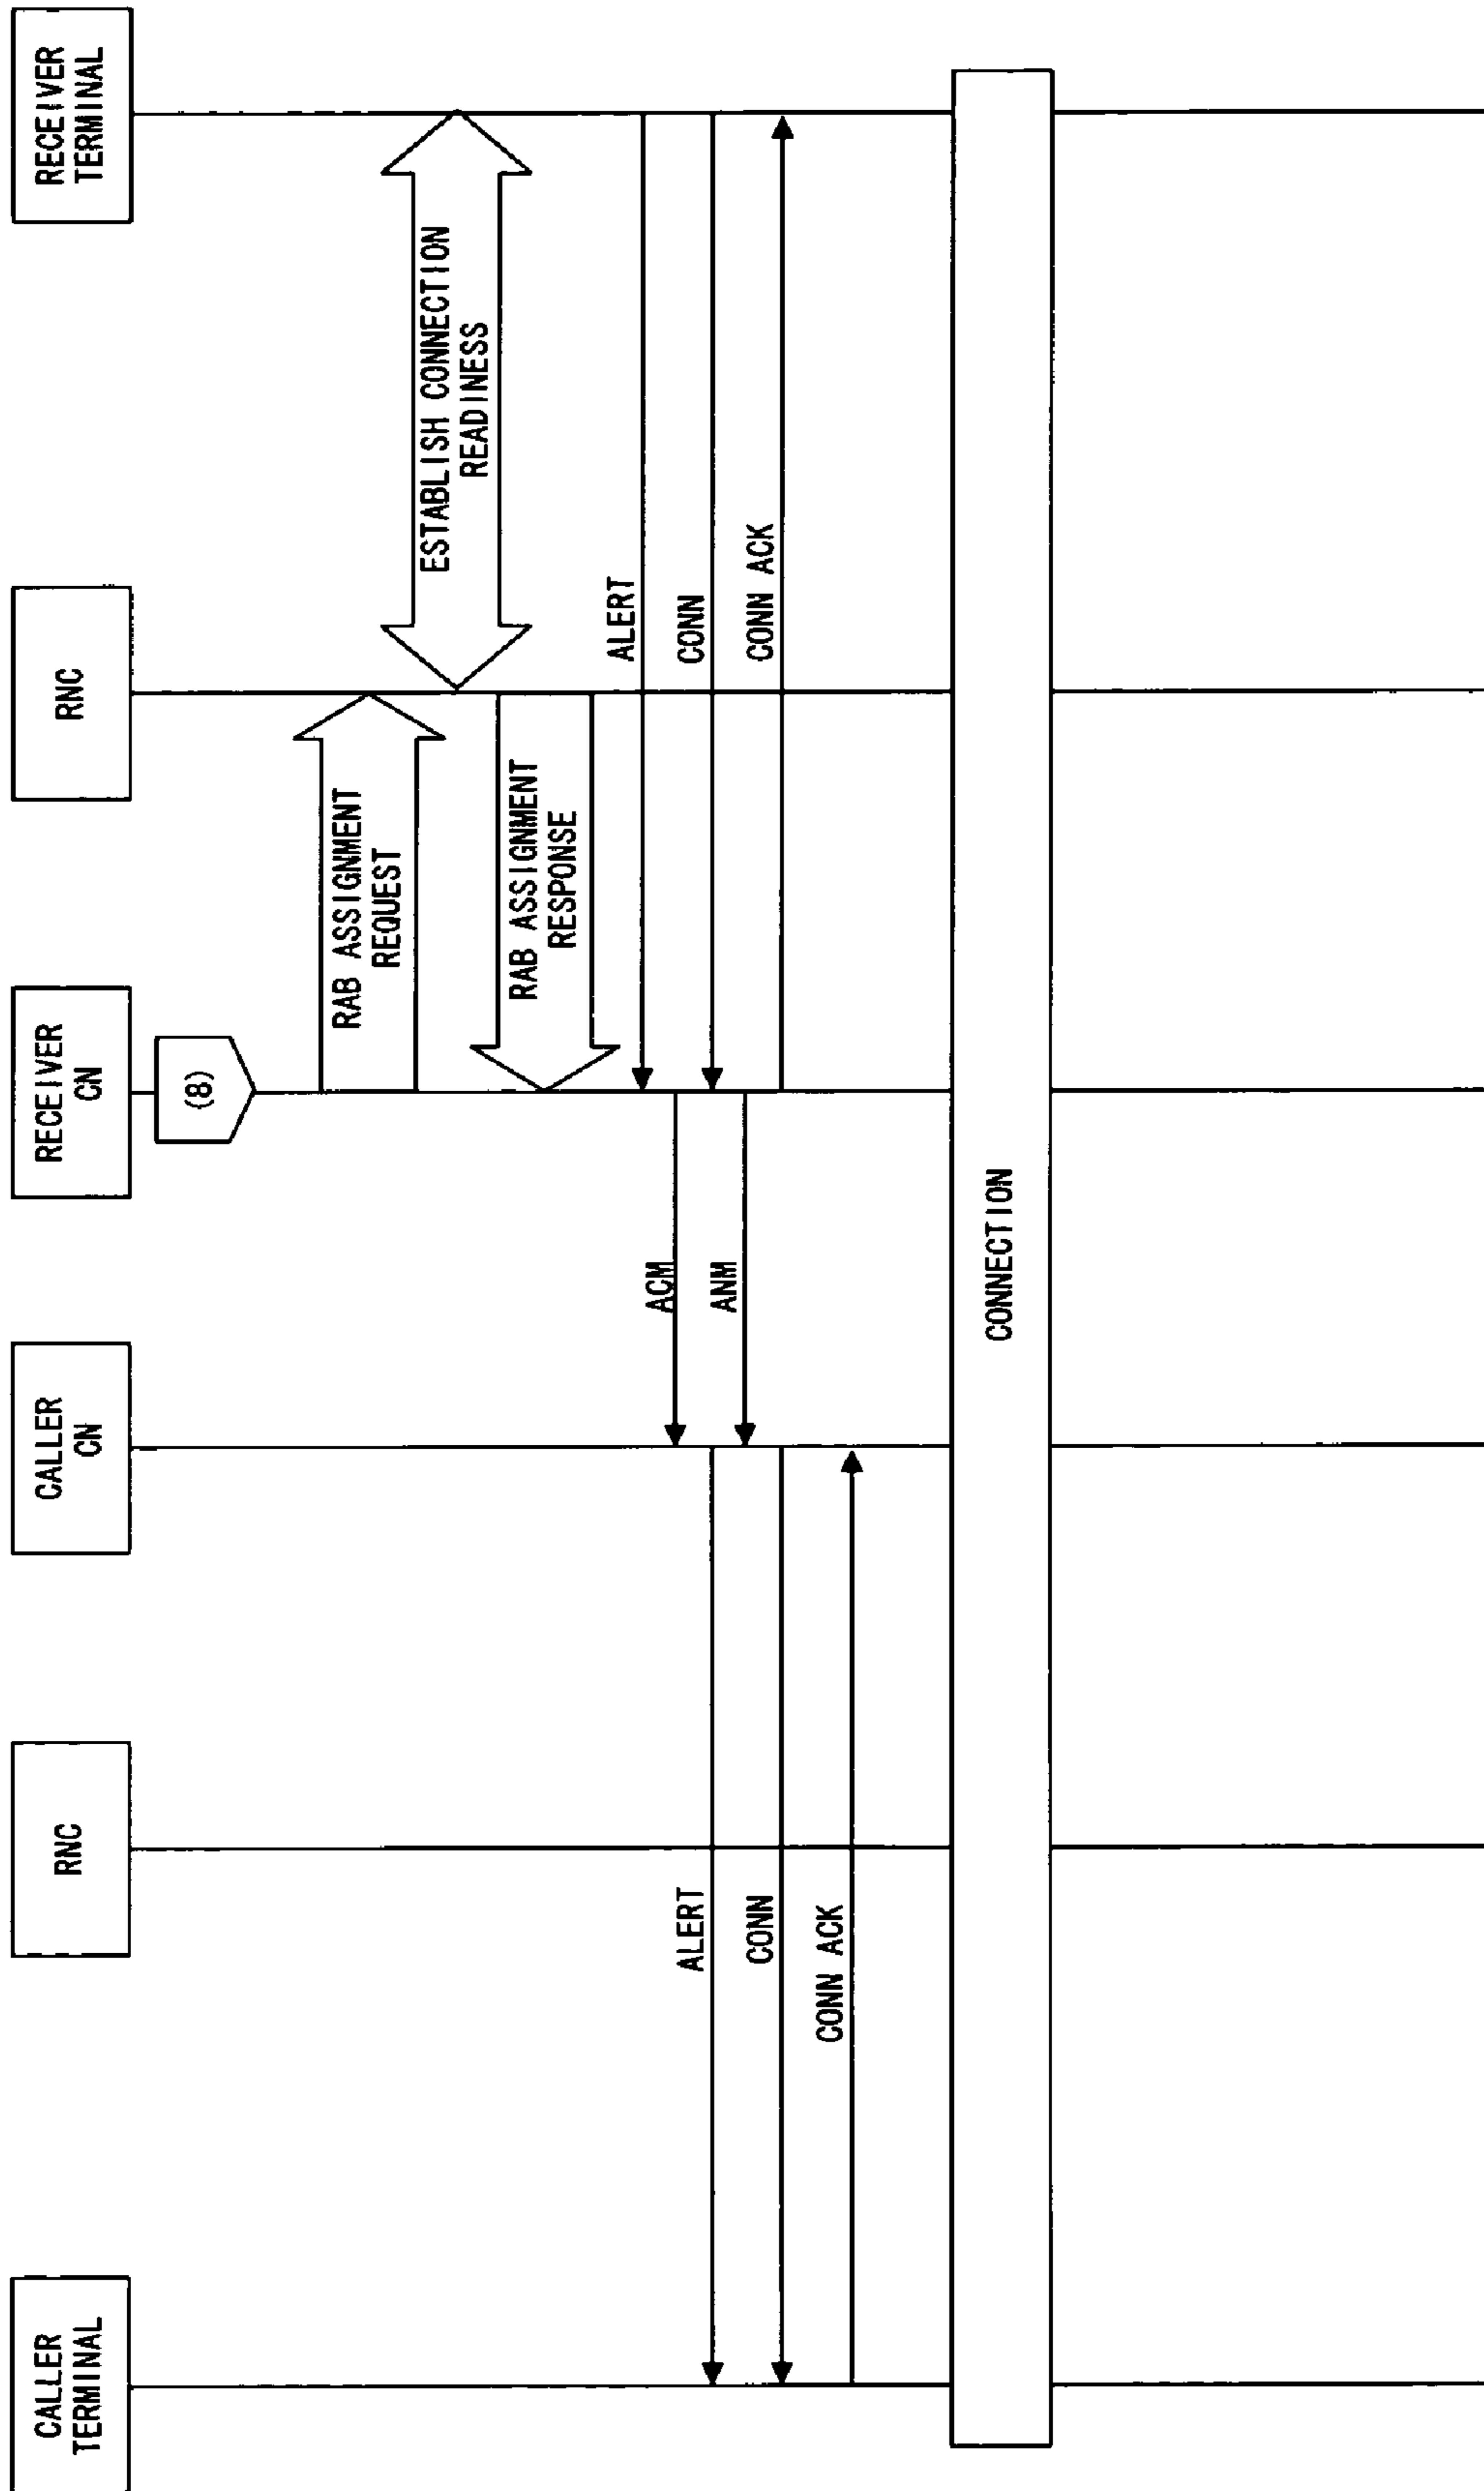 CALLER
TERMINAL
RNC
CALLER
CN
RECEIVER
CN
RNC
RECEIVER
TERMINAL
(8)
RAB ASSIGNMENT
REQUEST
ESTABLISH CONNECTION
READINESS
RAB ASSIGNMENT
RESPONSE
ALERT
ACM
ALERT
CONN
ANM
CONN
CONN ACK
CONN ACK
CONNECTION